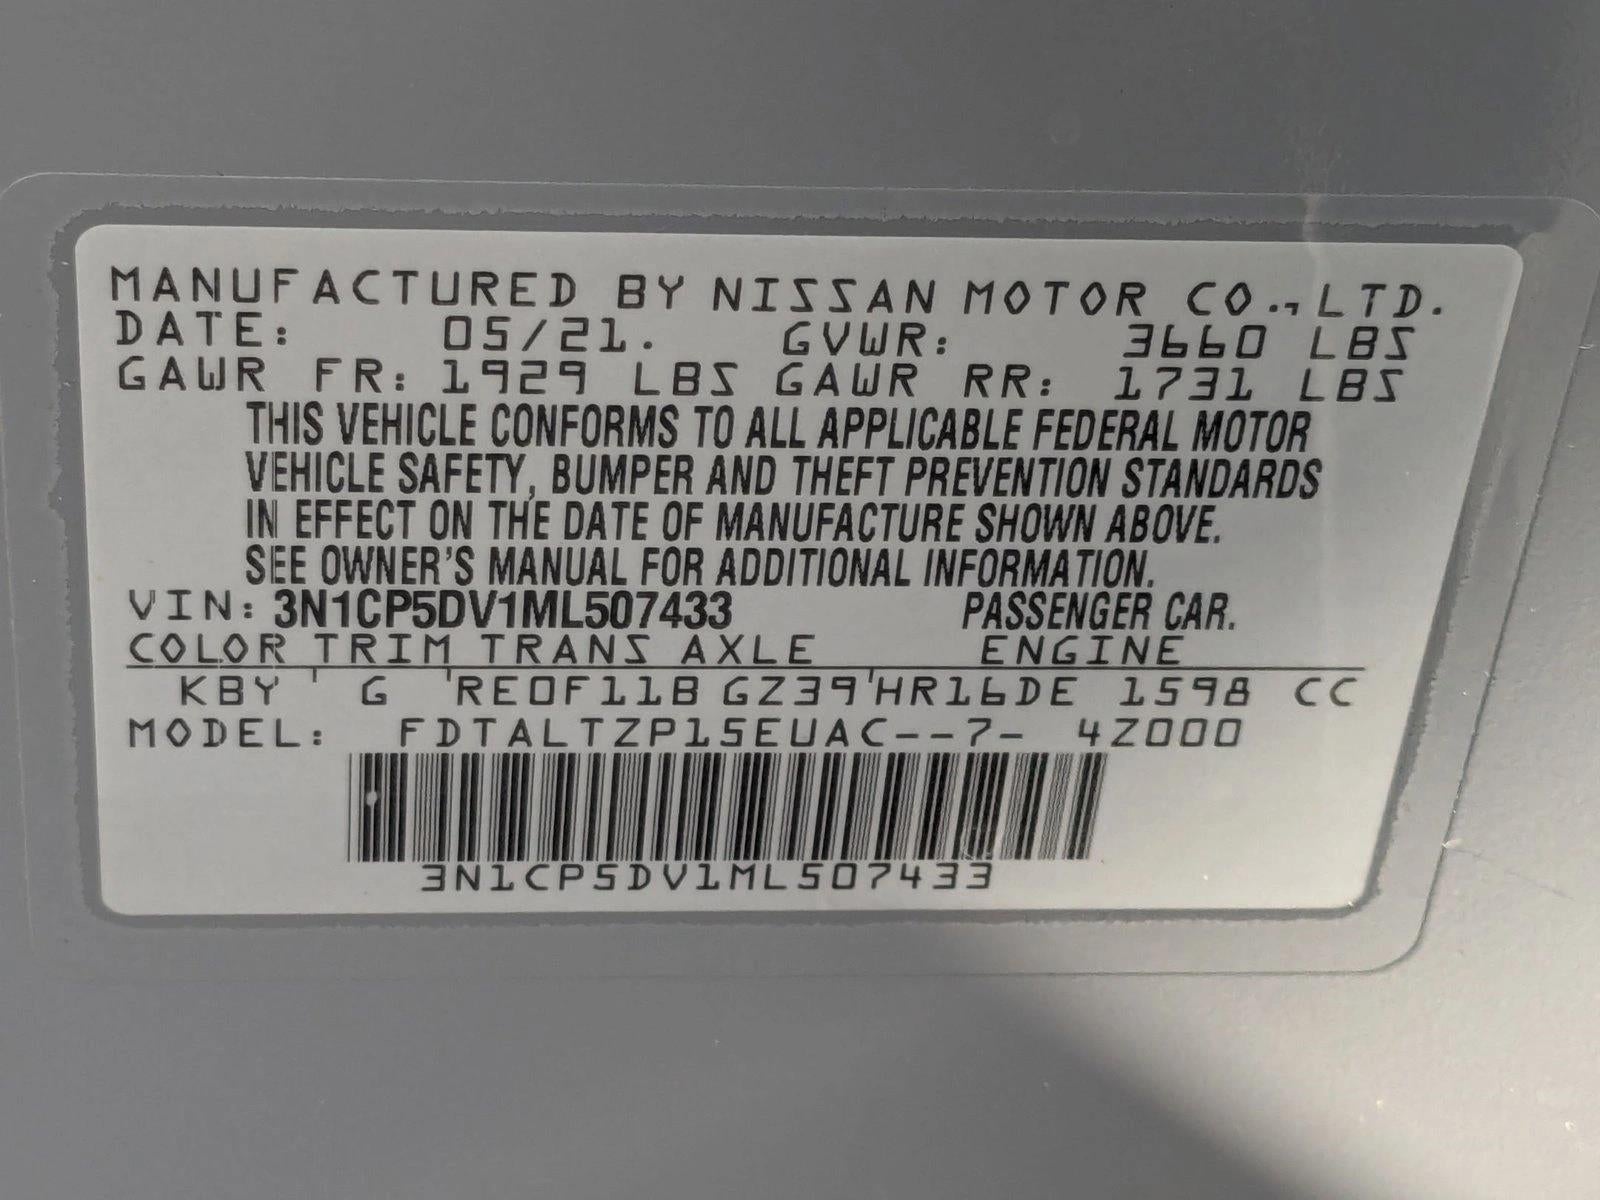 MANUFACTURED BY NISSAN MOTOR CO., LTD.
DATE: 05/21. GVWR: 3660 LBS
GAWR FR: 1929 LBS GAWR RR: 1731 LBS
THIS VEHICLE CONFORMS TO ALL APPLICABLE FEDERAL MOTOR
VEHICLE SAFETY, BUMPER AND THEFT PREVENTION STANDARDS
IN EFFECT ON THE DATE OF MANUFACTURE SHOWN ABOVE.
SEE OWNER'S MANUAL FOR ADDITIONAL INFORMATION.
VIN: 3N1CP5DV1ML507433 PASSENGER CAR.
COLOR TRIM TRANS AXLE ENGINE
KBY ' G 'RE0F11B GZ39'HR16DE 1598 CC
MODEL: FDTALTZP15EUAC--7- 4Z000
3N1CP5DV1ML507433